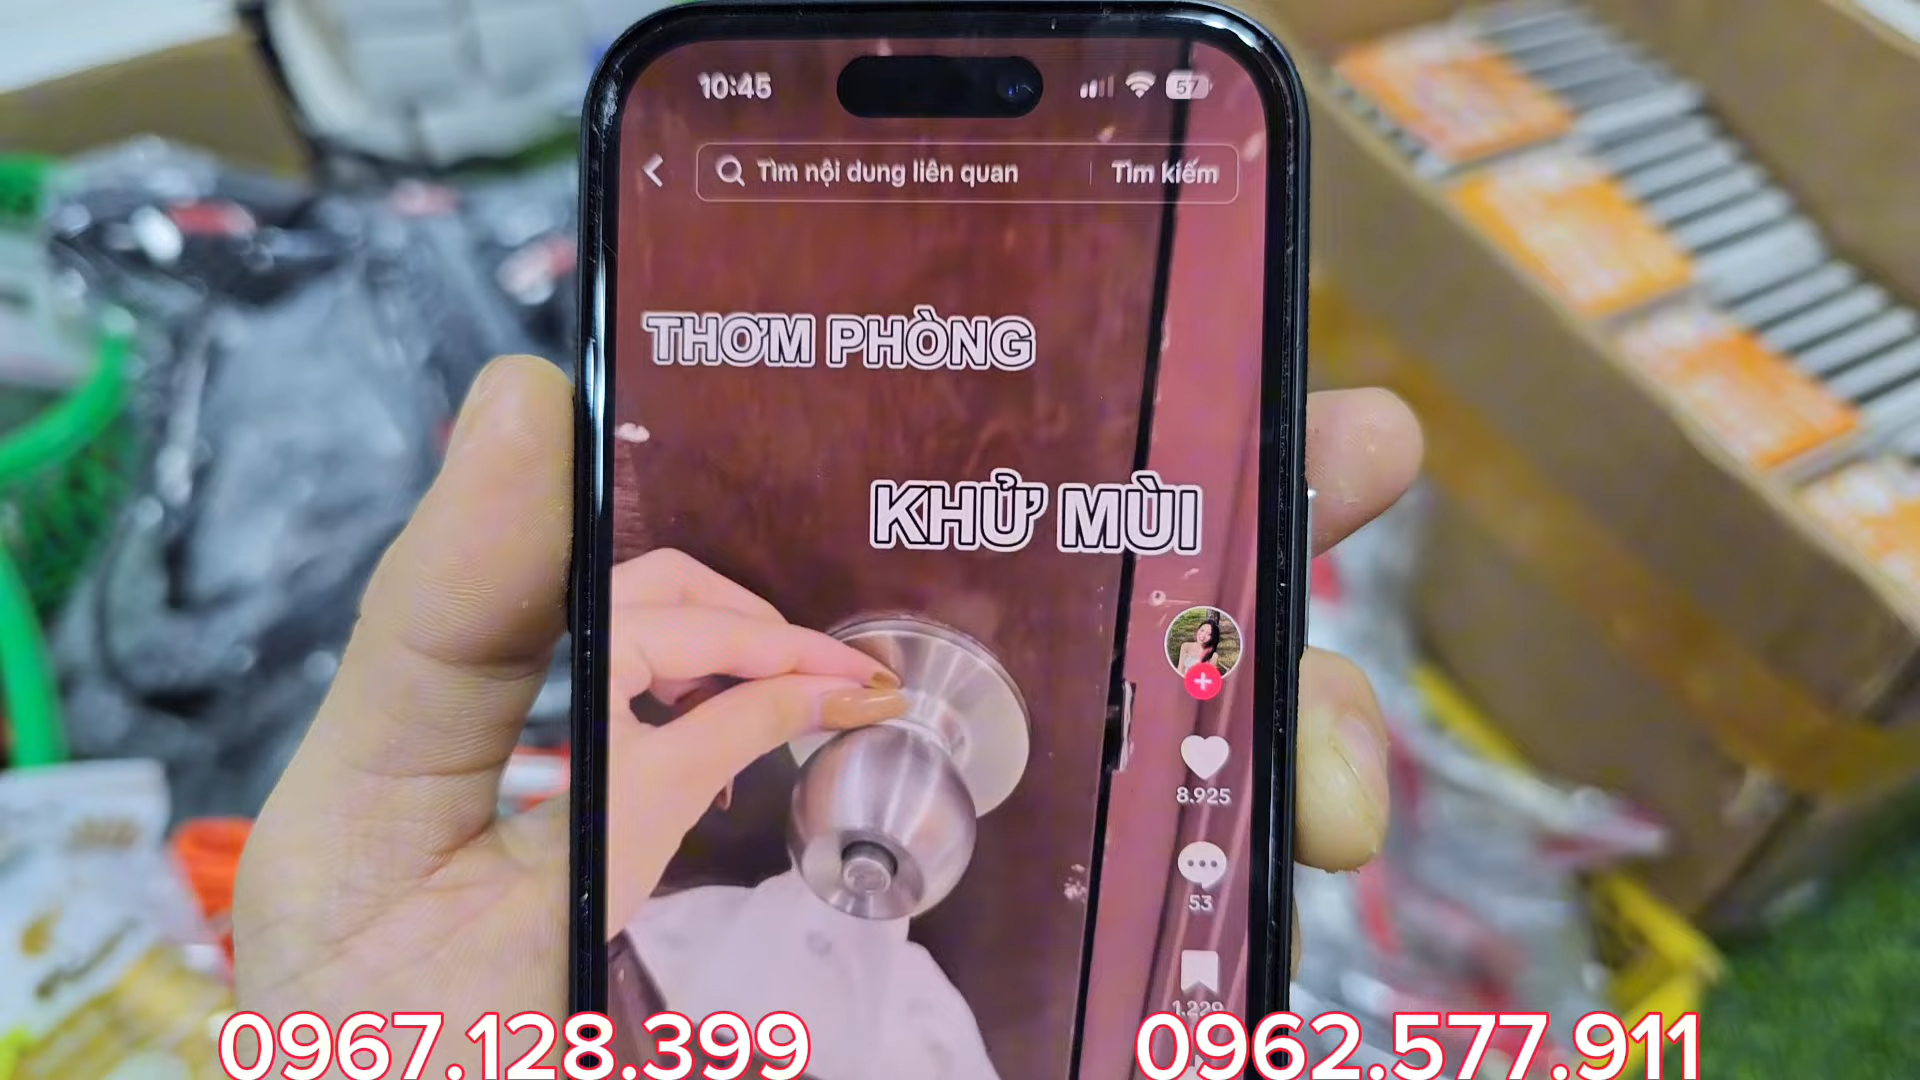 10:45
57
Tìm nội dung liên quan
Tìm kiếm
THƠM PHÒNG
KHỬ MÙI
8.925
53
1.229
0967.128.399
0962.577.911